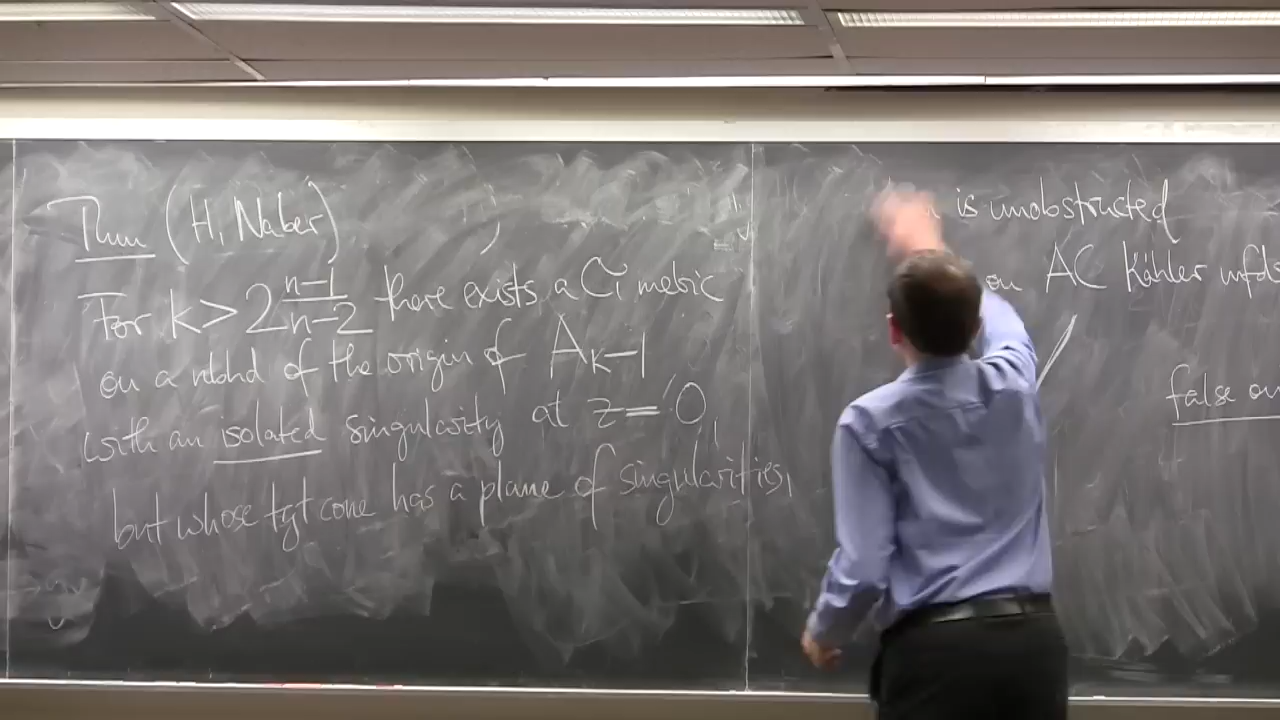 Thm (H, Naber)
For k > 2 n-1/n-2 there exists a CY metric
on a nbhd of the origin of A_{k-1}
with an isolated singularity at z = 0,
but whose tgt cone has a plane of singularities,
is unobstructed
on AC Kähler mfds
false on